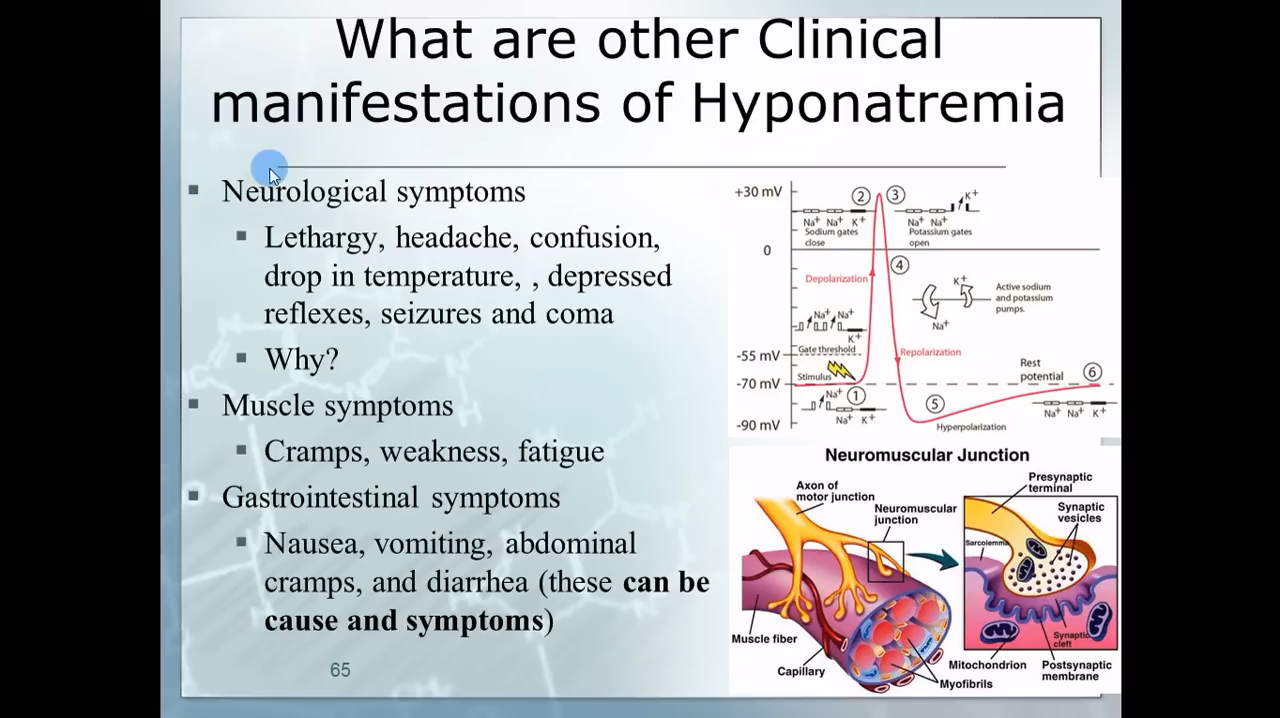 What are other Clinical
manifestations of Hyponatremia
Neurological symptoms
Lethargy, headache, confusion,
drop in temperature, , depressed
reflexes, seizures and coma
Why?
Muscle symptoms
Cramps, weakness, fatigue
Gastrointestinal symptoms
Nausea, vomiting, abdominal
cramps, and diarrhea (these can be
cause and symptoms)
65
+30 mV
2
3
K+
Na+ Na+ K+
Sodium gates
close
Na+ Na+
Potassium gates
open
0
4
Depolarization
K+
Na+
Active sodium
and potassium
pumps.
Na+ Na+
K+
-55 mV
Gate threshold
Repolarization
Rest
potential
6
Stimulus
-70 mV
Na+
1
Na+ K+
5
Na+ Na+ K+
-90 mV
Hyperpolarization
Neuromuscular Junction
Axon of
motor junction
Neuromuscular
junction
Presynaptic
terminal
Synaptic
vesicles
Sarcolemma
Muscle fiber
Capillary
Myofibrils
Synaptic
cleft
Mitochondrion
Postsynaptic
membrane